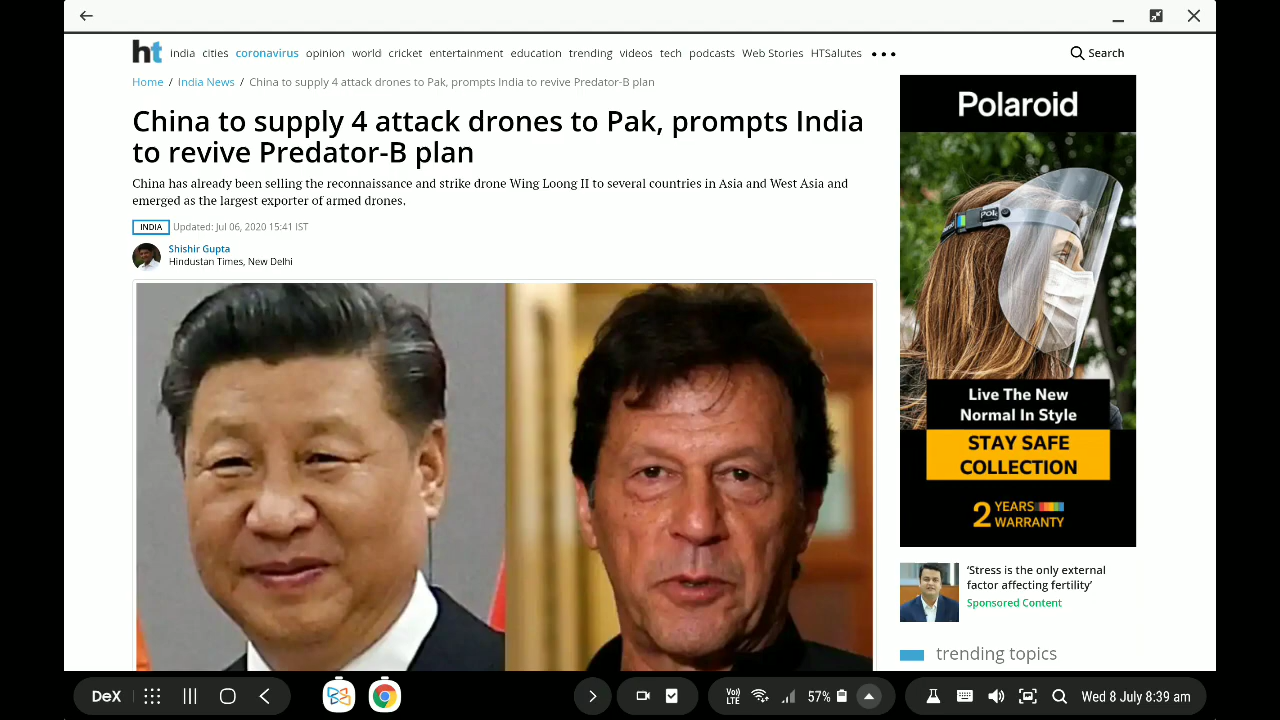 ht
india cities coronavirus opinion world cricket entertainment education trending videos tech podcasts Web Stories HTSalutes
Search
Home / India News / China to supply 4 attack drones to Pak, prompts India to revive Predator-B plan
China to supply 4 attack drones to Pak, prompts India
to revive Predator-B plan
China has already been selling the reconnaissance and strike drone Wing Loong II to several countries in Asia and West Asia and
emerged as the largest exporter of armed drones.
INDIA Updated: Jul 06, 2020 15:41 IST
Shishir Gupta
Hindustan Times, New Delhi
Polaroid
Live The New
Normal In Style
STAY SAFE
COLLECTION
2 YEARS
WARRANTY
‘Stress is the only external
factor affecting fertility’
Sponsored Content
trending topics
DeX
Vo))
LTE
57%
Wed 8 July 8:39 am